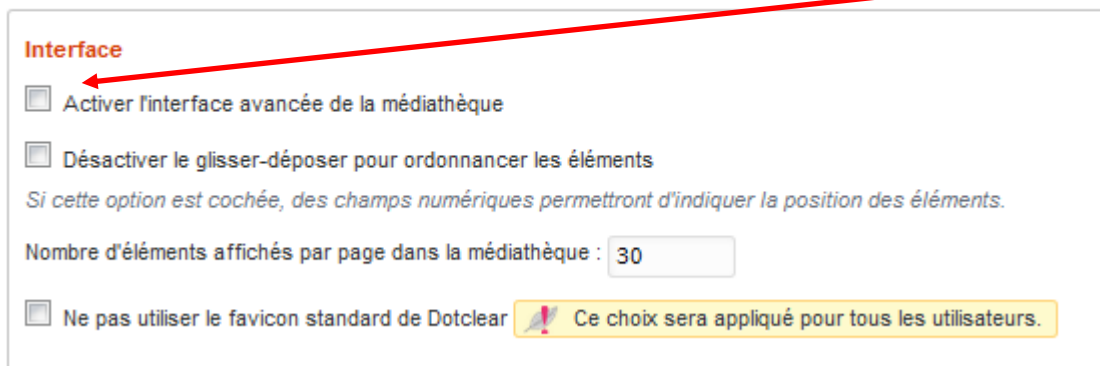 Interface
Activer l'interface avancée de la médiathèque
Désactiver le glisser-déposer pour ordonnancer les éléments
Si cette option est cochée, des champs numériques permettront d'indiquer la position des éléments.
Nombre d'éléments affichés par page dans la médiathèque : 30
Ne pas utiliser le favicon standard de Dotclear Ce choix sera appliqué pour tous les utilisateurs.